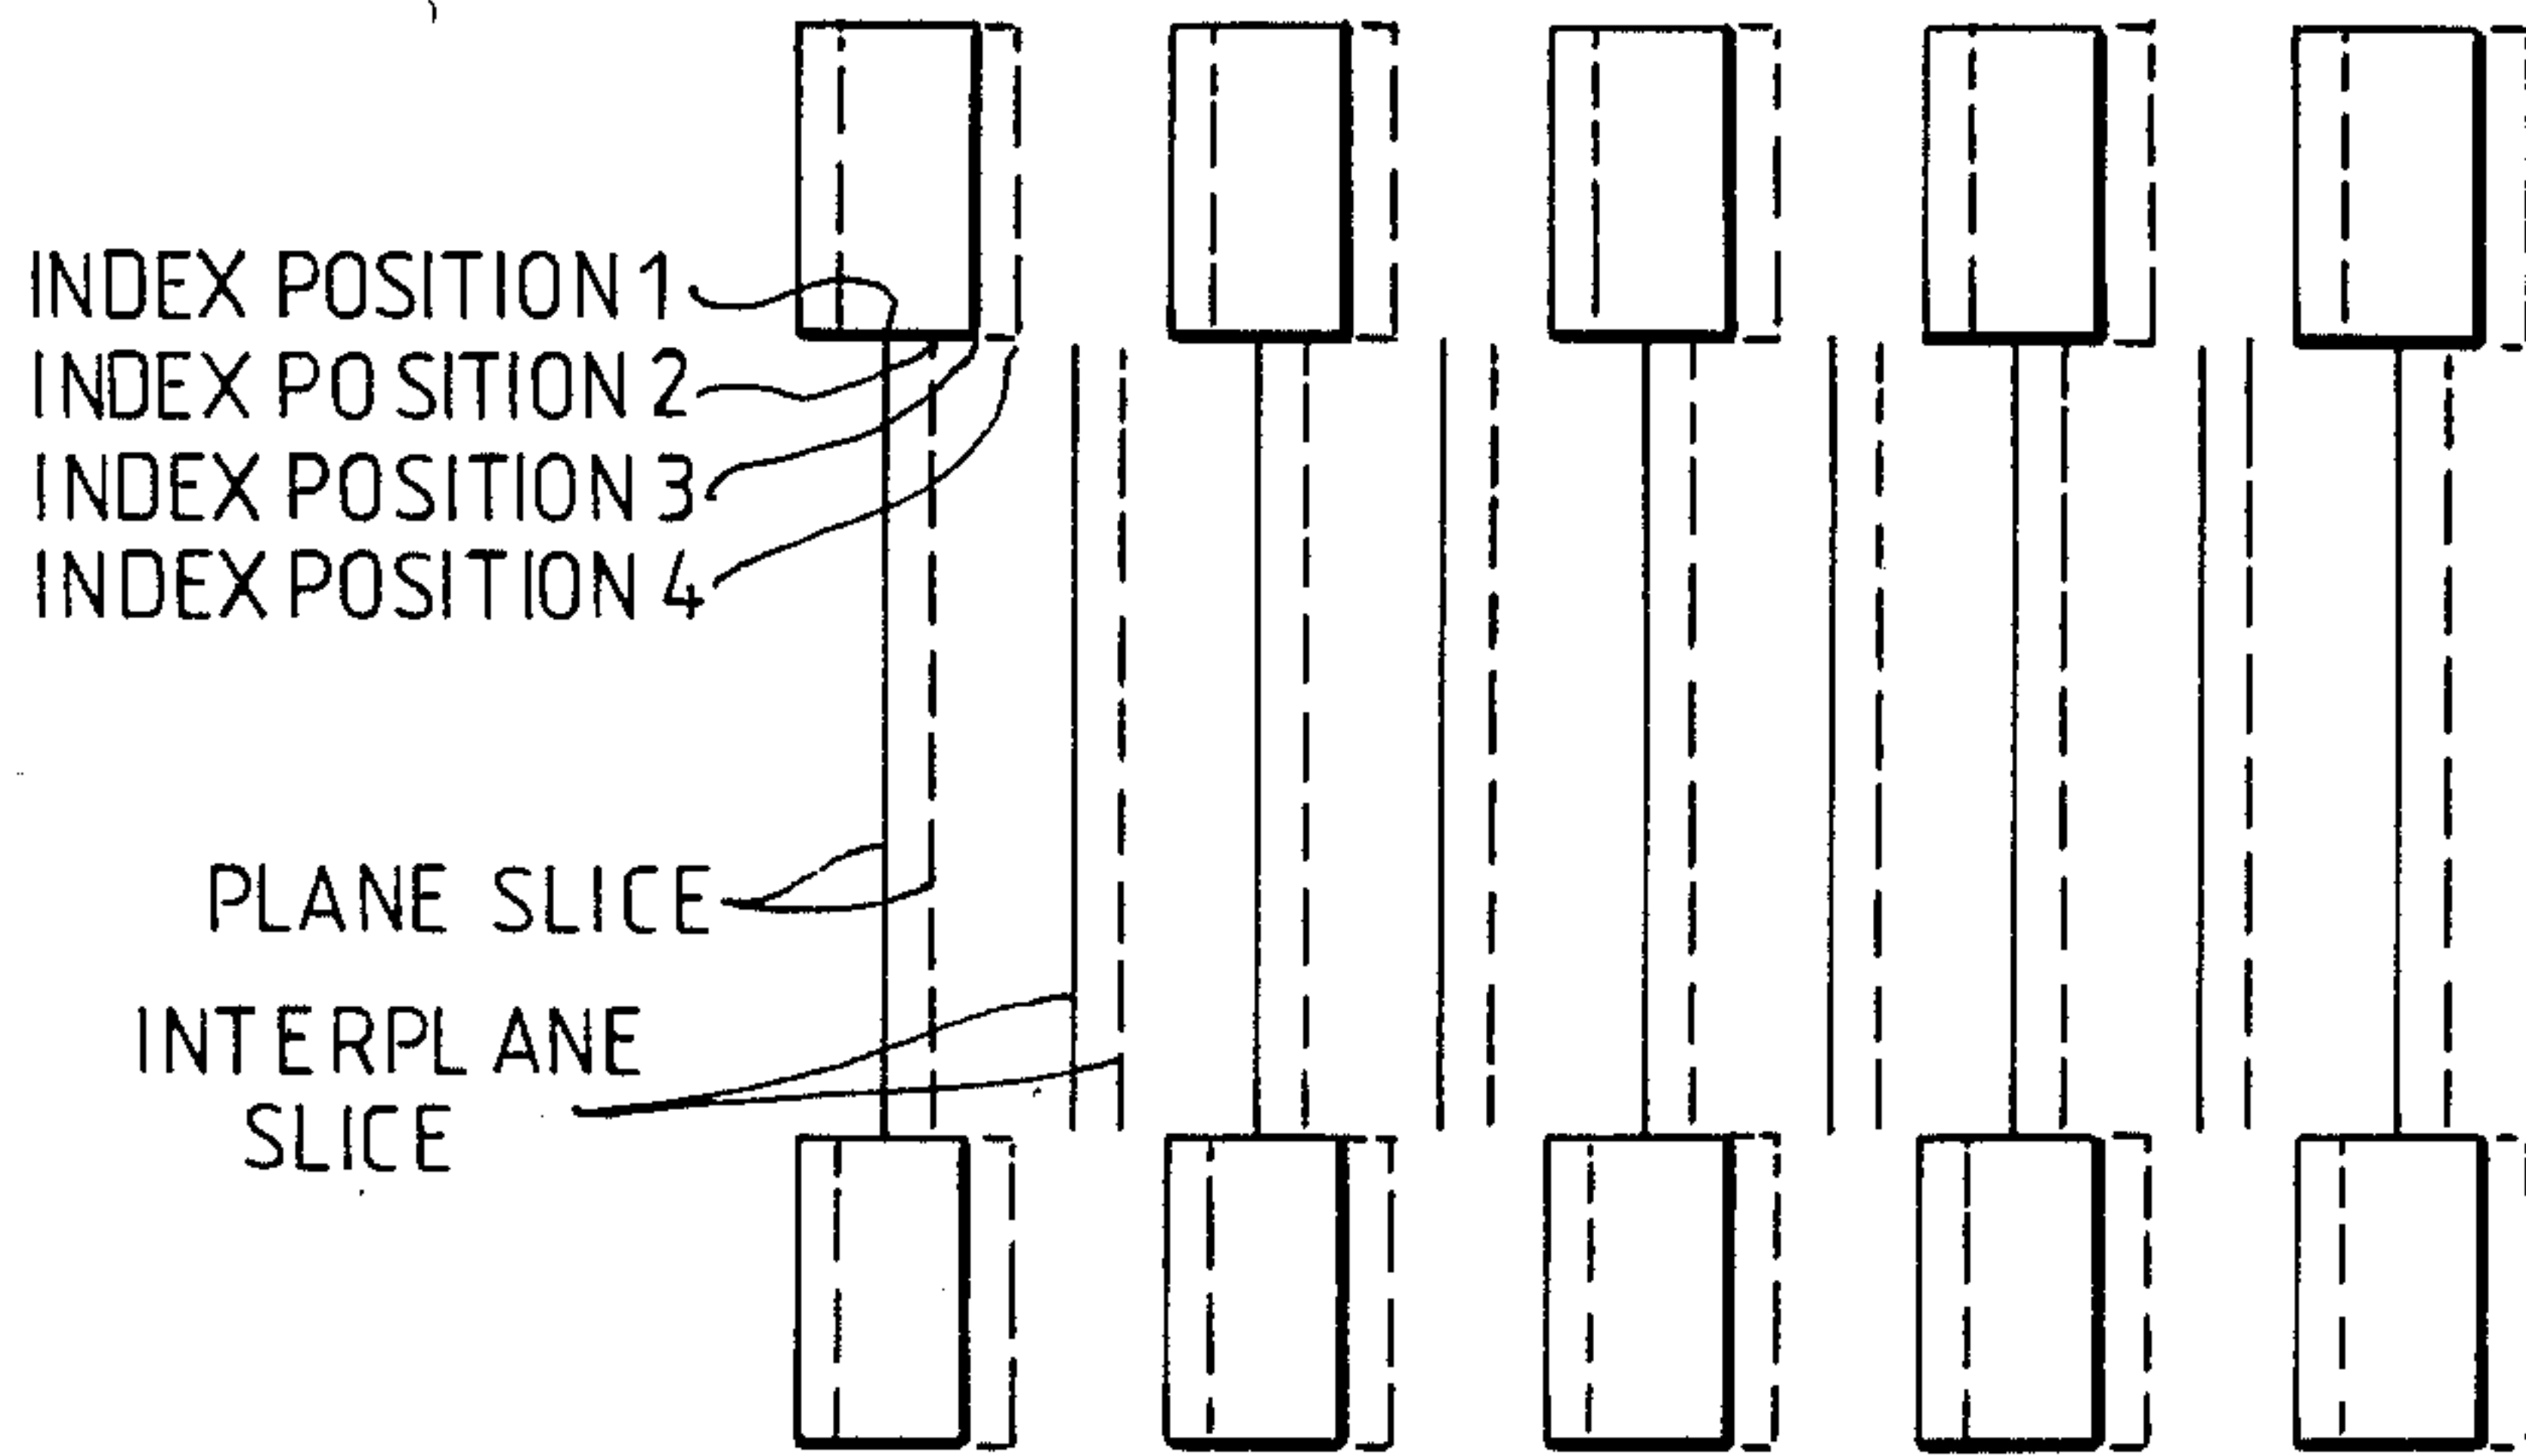 INDEX POSITION 1
INDEX POSITION 2
INDEX POSITION 3
INDEX POSITION 4
PLANE SLICE
INTERPLANE
SLICE